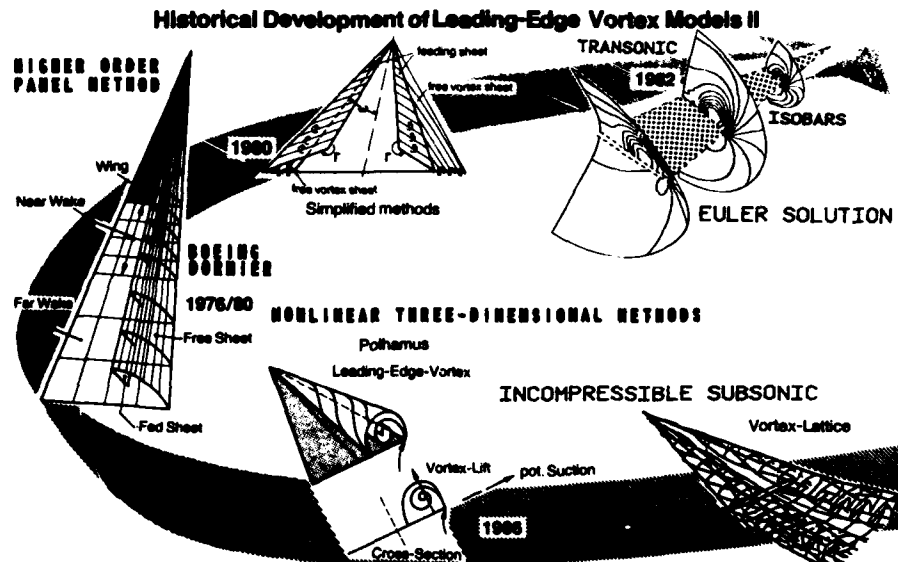 Historical Development of Leading-Edge Vortex Models II
HIGHER ORDER
PANEL METHOD
leading sheet
free vortex sheet
TRANSONIC
1982
ISOBARS
EULER SOLUTION
1980
Γ Γ
free vortex sheet
Simplified methods
Wing
Near Wake
BOEING
DORNIER
1976/80
Far Wake
Free Sheet
Fed Sheet
NONLINEAR THREE-DIMENSIONAL METHODS
Polhamus
Leading-Edge-Vortex
INCOMPRESSIBLE SUBSONIC
Vortex-Lattice
Vortex-Lift
pot. Suction
Cross-Section